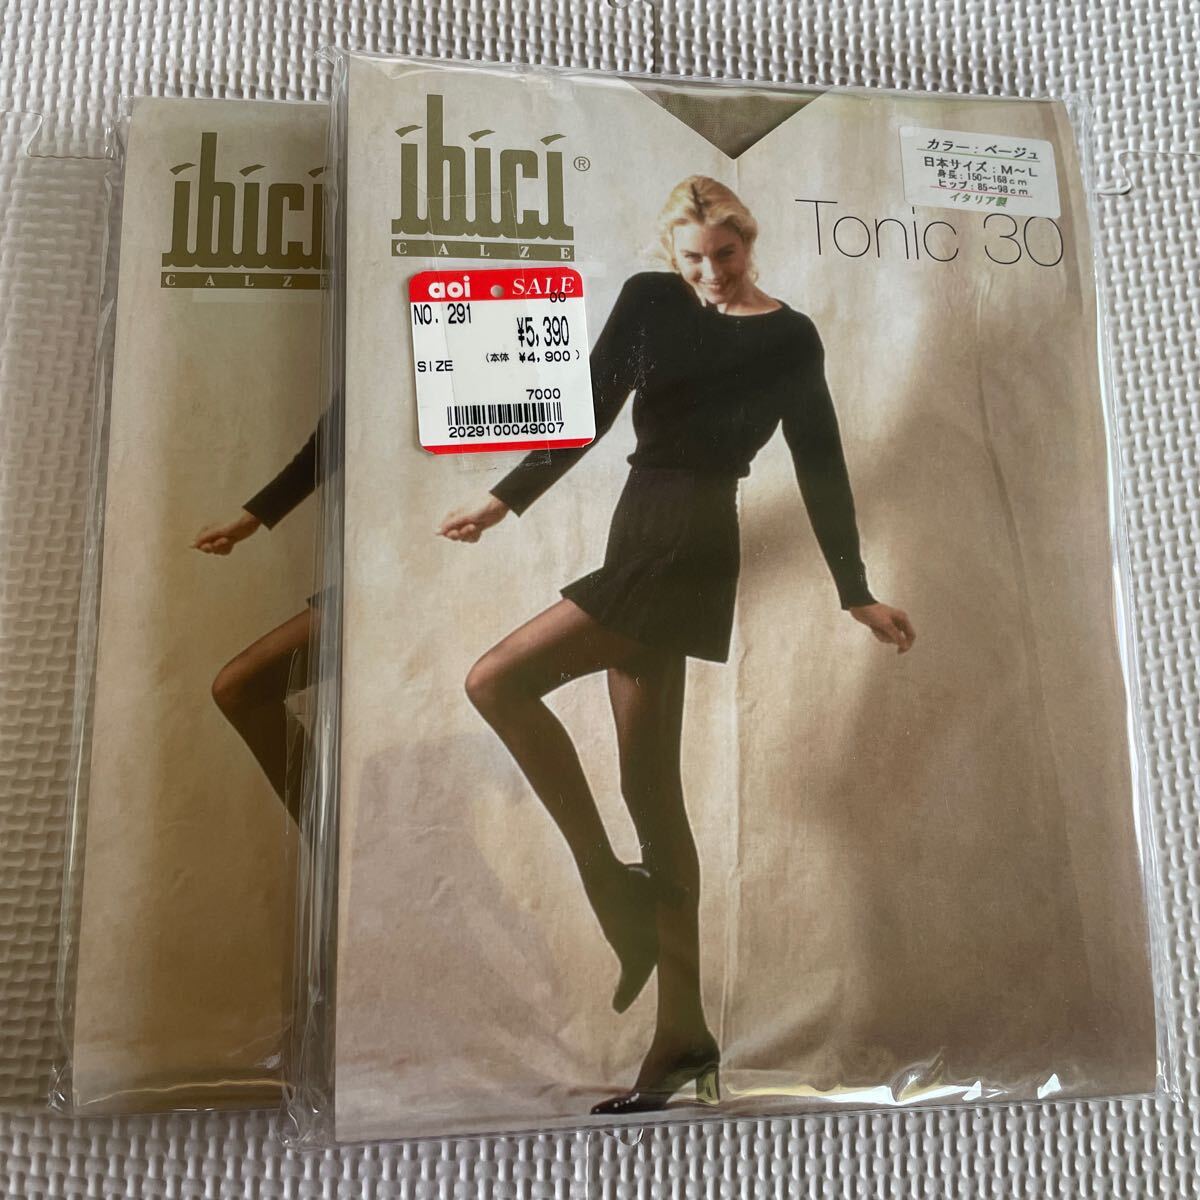 ibici
CALZE
ibici®
CALZE
aoi SALE
00
NO. 291
¥5,390
(本体 ¥4,900)
SIZE
7000
2029100049007
カラー：ベージュ
日本サイズ：M～L
身長：150～168cm
ヒップ：85～98cm
イタリア製
Tonic 30